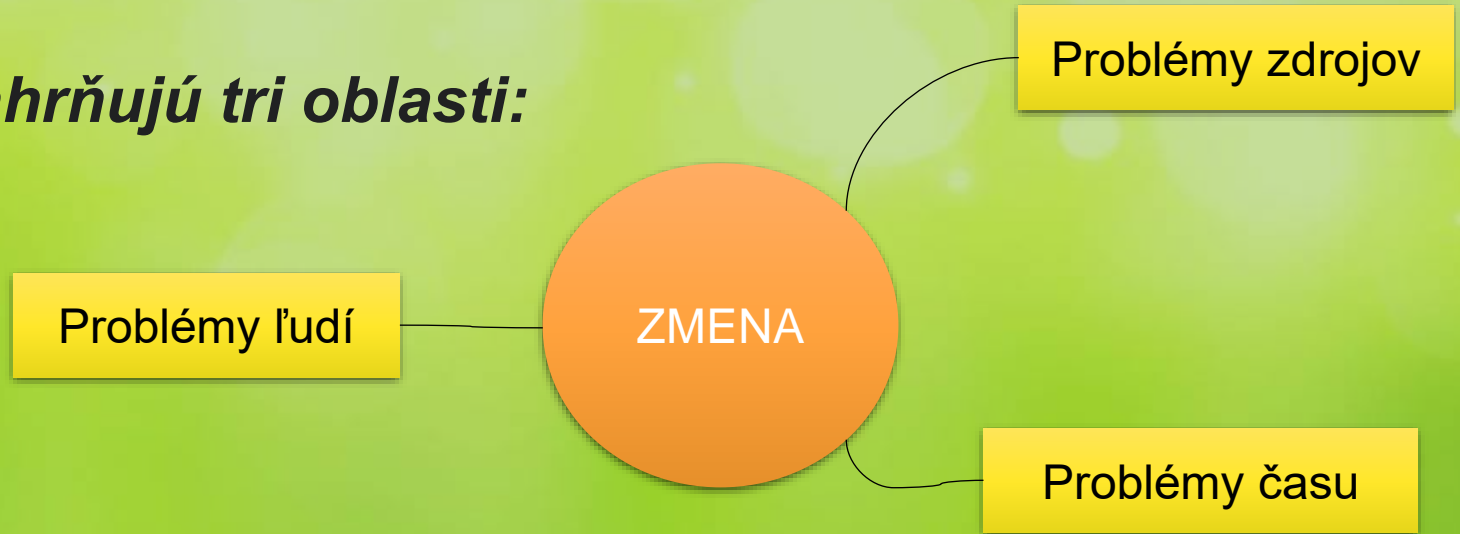 Problémy zdrojov
hrňujú tri oblasti:
Problémy ľudí
ZMENA
Problémy času